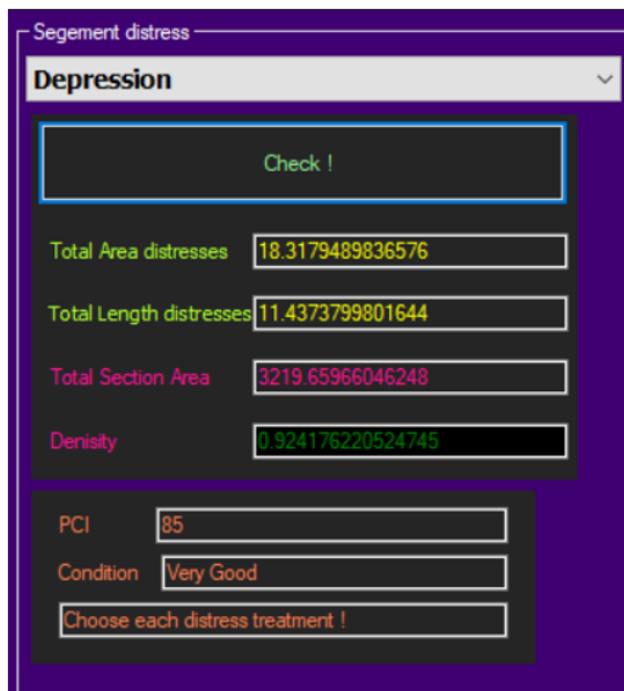 Segement distress
Depression
Check !
Total Area distresses 18.3179489836576
Total Length distresses 11.4373799801644
Total Section Area 3219.65966046248
Denisity 0.924176220524745
PCI 85
Condition Very Good
Choose each distress treatment !